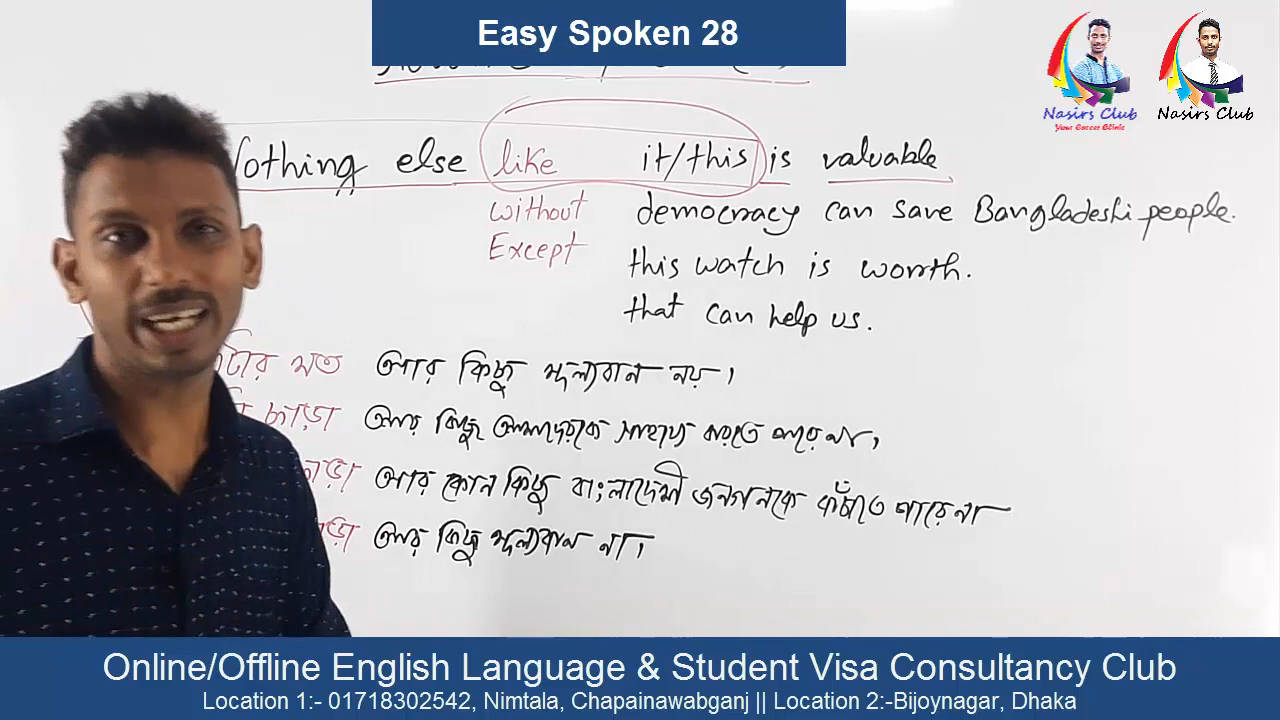 Easy Spoken 28
Nasirs Club
Your Career Clinic
Nasirs Club
Nothing else like it/this is valuable
without democracy can save Bangladeshi people.
Except this watch is worth.
that can help us.
টার মত আর কিছু মূল্যবান নয়।
ছাড়া আর কিছু আমাদেরকে সাহায্য করতে পারেনা।
আর কোন কিছু বাংলাদেশী জনগনকে বাঁচাতে পারেনা
আর কিছু মূল্যবান না।
Online/Offline English Language & Student Visa Consultancy Club
Location 1:- 01718302542, Nimtala, Chapainawabganj || Location 2:-Bijoynagar, Dhaka